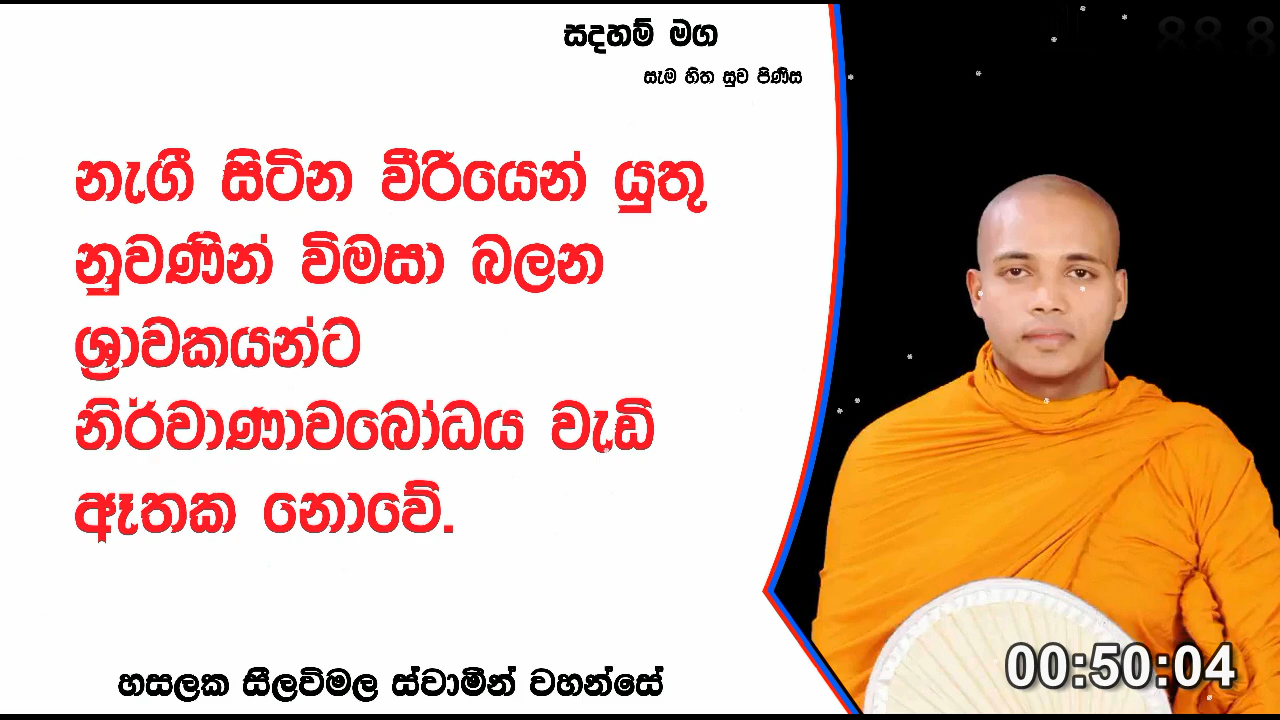 සදහම් මග
සැම හිත සුව පිණිස
නැගී සිටින වීරියෙන් යුතු
නුවණින් විමසා බලන
ශ්‍රාවකයන්ට
නිර්වාණාවබෝධය වැඩි
ඈතක නොවේ.
හසලක සීලවිමල ස්වාමීන් වහන්සේ
00:50:04